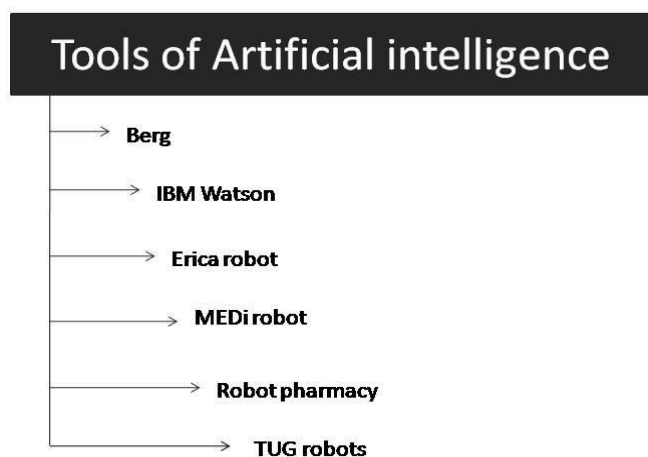 Tools of Artificial intelligence
Berg
IBM Watson
Erica robot
MEDi robot
Robot pharmacy
TUG robots